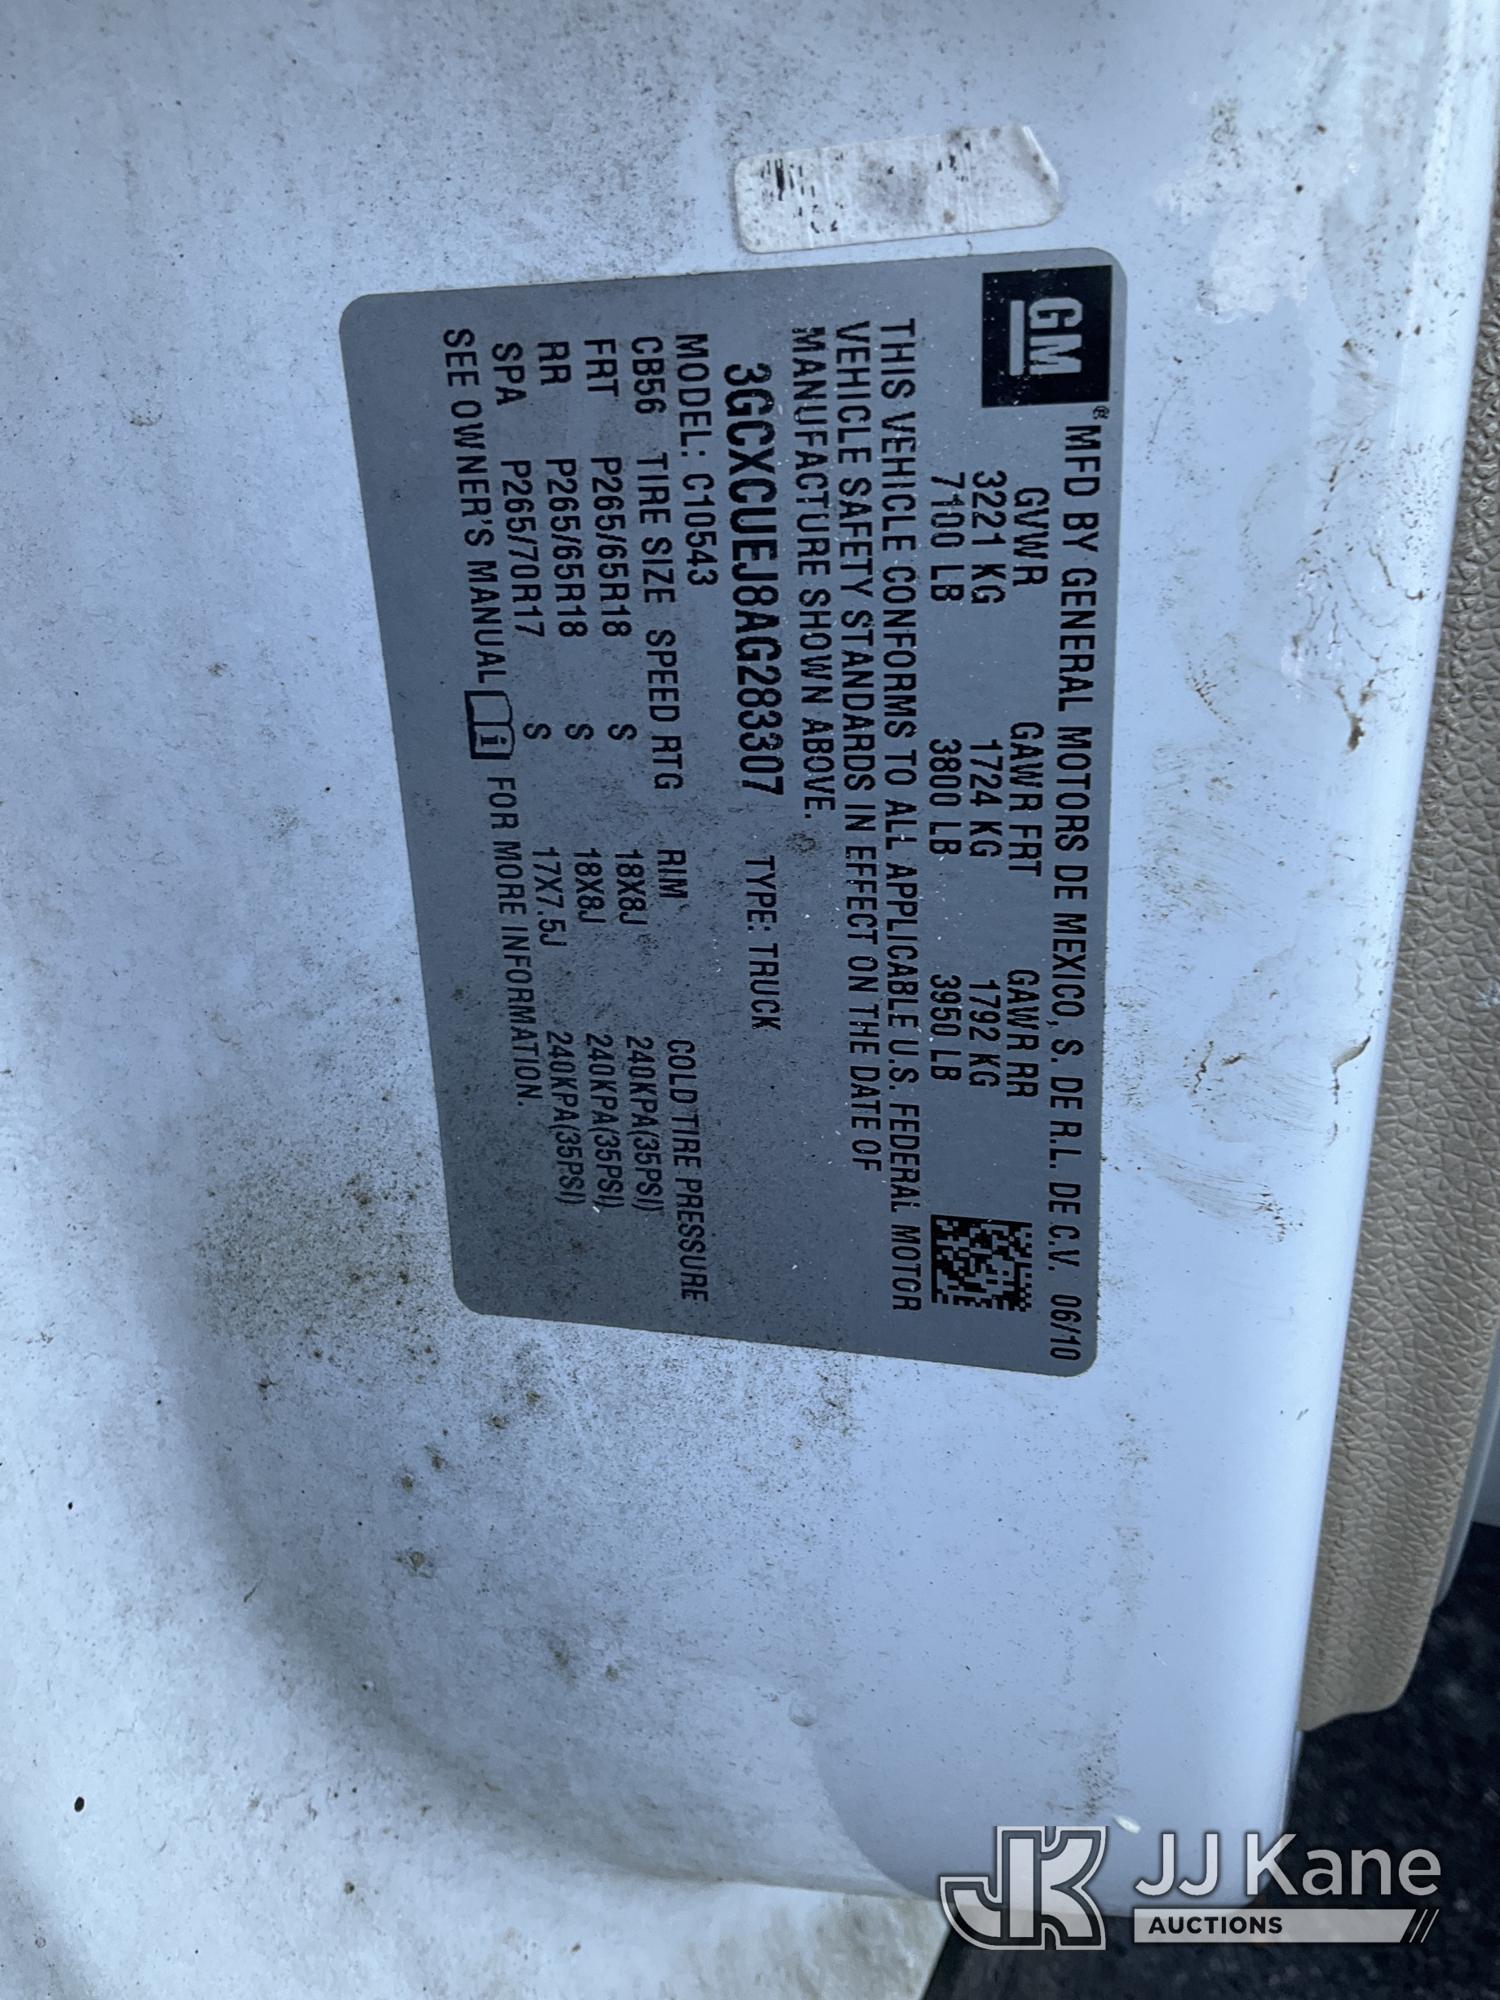 GM® MFD BY GENERAL MOTORS DE MEXICO, S. DE R.L. DE C.V. 06/10
GVWR GAWR FRT GAWR RR
3221 KG 1724 KG 1792 KG
7100 LB 3800 LB 3950 LB
THIS VEHICLE CONFORMS TO ALL APPLICABLE U.S. FEDERAL MOTOR
VEHICLE SAFETY STANDARDS IN EFFECT ON THE DATE OF
MANUFACTURE SHOWN ABOVE.
3GCXCUEJ8AG283307 TYPE: TRUCK
MODEL: C10543
CB56 TIRE SIZE SPEED RTG RIM COLD TIRE PRESSURE
FRT P265/65R18 S 18X8J 240KPA(35PSI)
RR P265/65R18 S 18X8J 240KPA(35PSI)
SPA P265/70R17 S 17X7.5J 240KPA(35PSI)
SEE OWNER'S MANUAL i FOR MORE INFORMATION.
JK JJ Kane
AUCTIONS